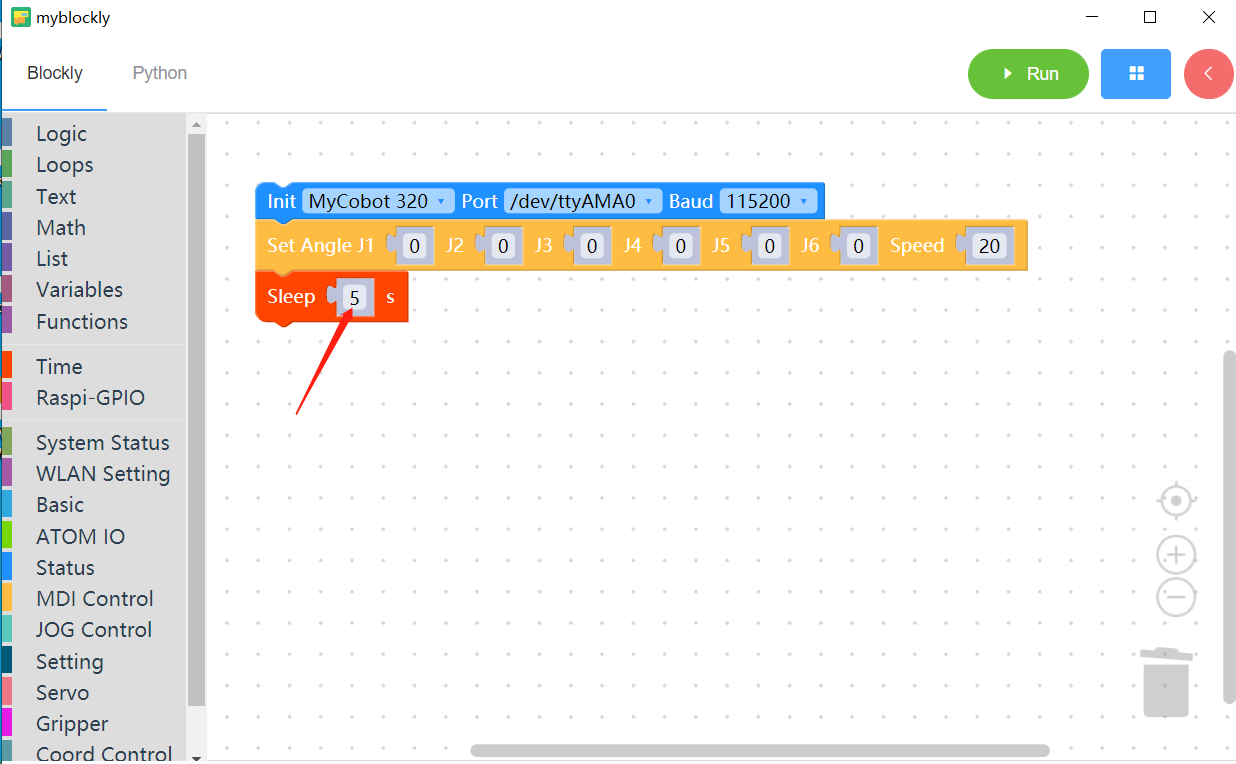 myblockly
Blockly Python Run
Logic
Loops
Text
Math
List
Variables
Functions
Time
Raspi-GPIO
System Status
WLAN Setting
Basic
ATOM IO
Status
MDI Control
JOG Control
Setting
Servo
Gripper
Coord Control
Init MyCobot 320 Port /dev/ttyAMA0 Baud 115200
Set Angle J1 0 J2 0 J3 0 J4 0 J5 0 J6 0 Speed 20
Sleep 5 s